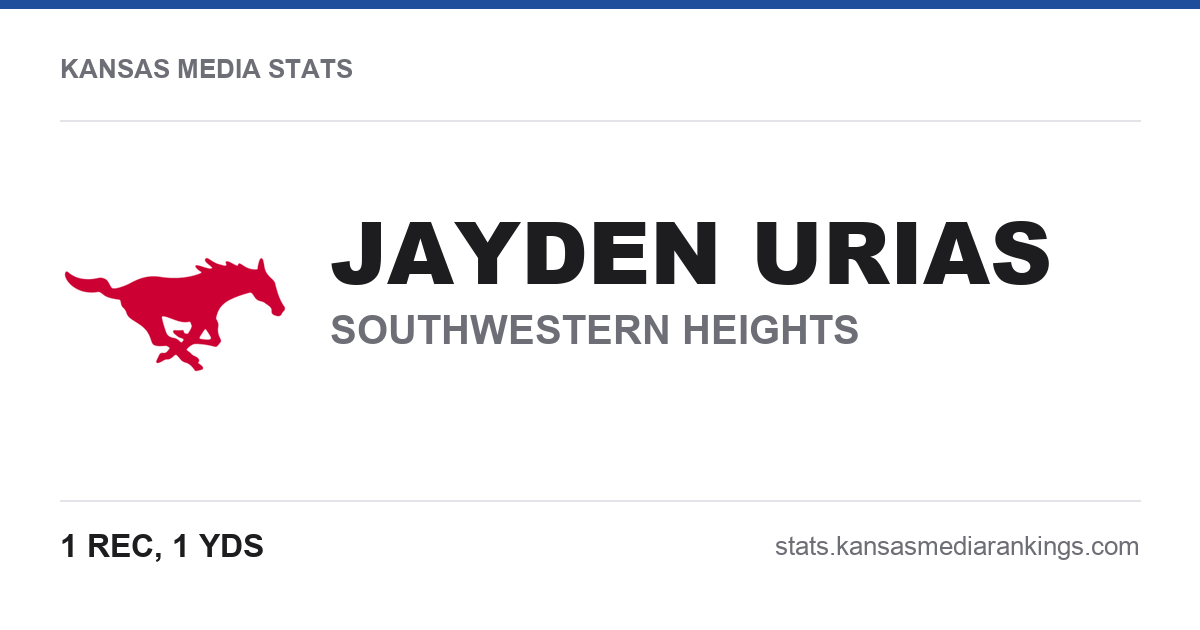 KANSAS MEDIA STATS
JAYDEN URIAS
SOUTHWESTERN HEIGHTS
1 REC, 1 YDS
stats.kansasmediarankings.com